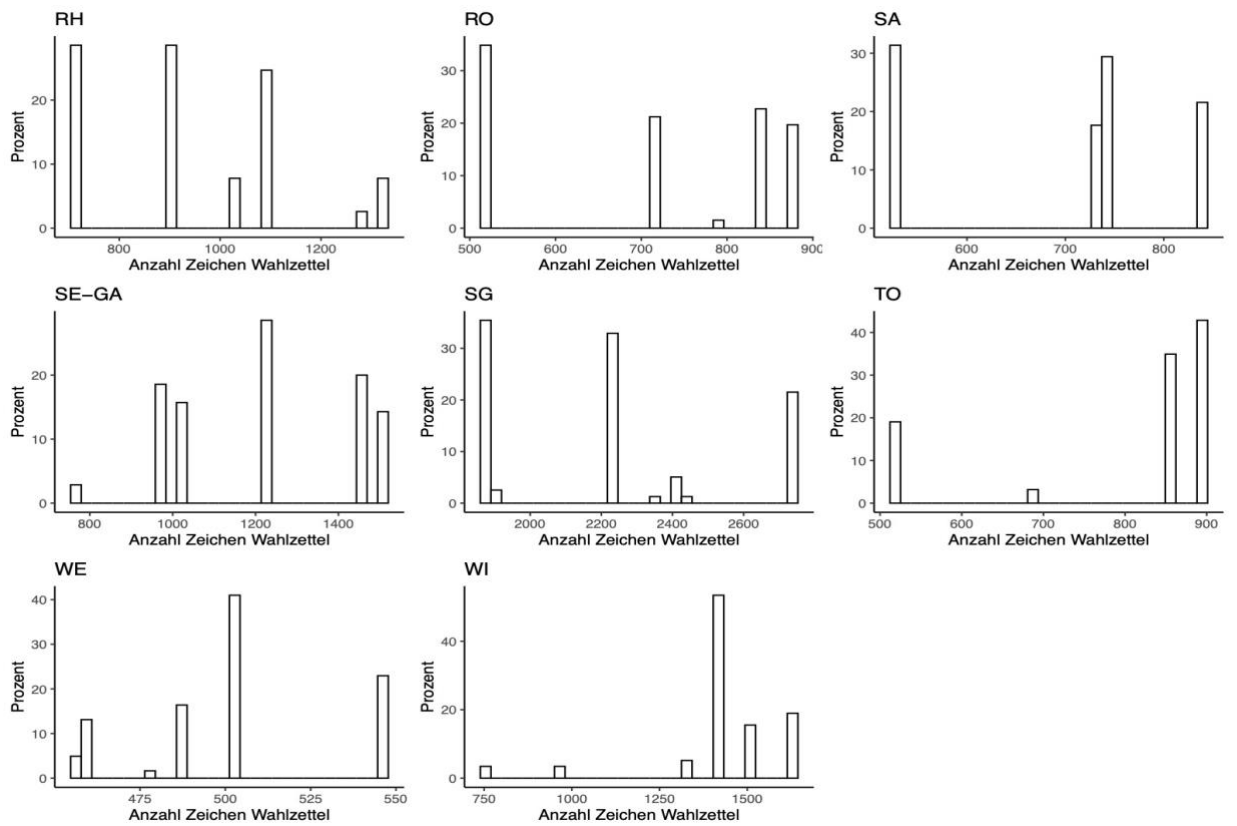 RH
Prozent
20
10
0
800 1000 1200
Anzahl Zeichen Wahlzettel
RO
Prozent
30
20
10
0
500 600 700 800 900
Anzahl Zeichen Wahlzettel
SA
Prozent
30
20
10
0
600 700 800
Anzahl Zeichen Wahlzettel
SE−GA
Prozent
20
10
0
800 1000 1200 1400
Anzahl Zeichen Wahlzettel
SG
Prozent
30
20
10
0
2000 2200 2400 2600
Anzahl Zeichen Wahlzettel
TO
Prozent
40
30
20
10
0
500 600 700 800 900
Anzahl Zeichen Wahlzettel
WE
Prozent
40
30
20
10
0
475 500 525 550
Anzahl Zeichen Wahlzettel
WI
Prozent
40
20
0
750 1000 1250 1500
Anzahl Zeichen Wahlzettel